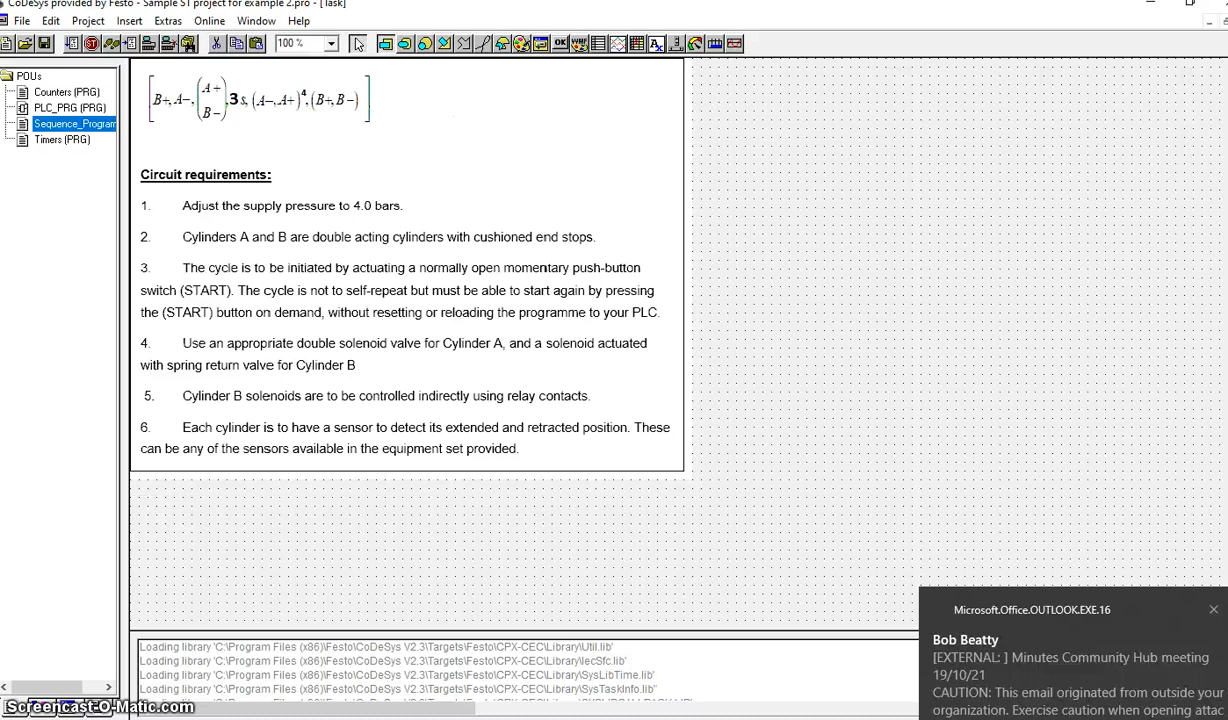 CoDeSys provided by Festo - Sample ST project for example 2.pro - [Task]
File Edit Project Insert Extras Online Window Help
100 %
OK
POUs
Counters (PRG)
PLC_PRG (PRG)
Sequence_Program
Timers (PRG)
[B+, A−, (A+ B−), 3 s, (A−, A+)^4, (B+, B−)]
Circuit requirements:
1. Adjust the supply pressure to 4.0 bars.
2. Cylinders A and B are double acting cylinders with cushioned end stops.
3. The cycle is to be initiated by actuating a normally open momentary push-button
switch (START). The cycle is not to self-repeat but must be able to start again by pressing
the (START) button on demand, without resetting or reloading the programme to your PLC.
4. Use an appropriate double solenoid valve for Cylinder A, and a solenoid actuated
with spring return valve for Cylinder B
5. Cylinder B solenoids are to be controlled indirectly using relay contacts.
6. Each cylinder is to have a sensor to detect its extended and retracted position. These
can be any of the sensors available in the equipment set provided.
Loading library 'C:\Program Files (x86)\Festo\CoDeSys V2.3\Targets\Festo\CPX-CEC\Library\Util.lib'
Loading library 'C:\Program Files (x86)\Festo\CoDeSys V2.3\Targets\Festo\CPX-CEC\Library\IecSfc.lib'
Loading library 'C:\Program Files (x86)\Festo\CoDeSys V2.3\Targets\Festo\CPX-CEC\Library\SysLibTime.lib'
Loading library 'C:\Program Files (x86)\Festo\CoDeSys V2.3\Targets\Festo\CPX-CEC\Library\SysTaskInfo.lib'
Screencast-O-Matic.com
Microsoft.Office.OUTLOOK.EXE.16
Bob Beatty
[EXTERNAL: ] Minutes Community Hub meeting
19/10/21
CAUTION: This email originated from outside your
organization. Exercise caution when opening attac